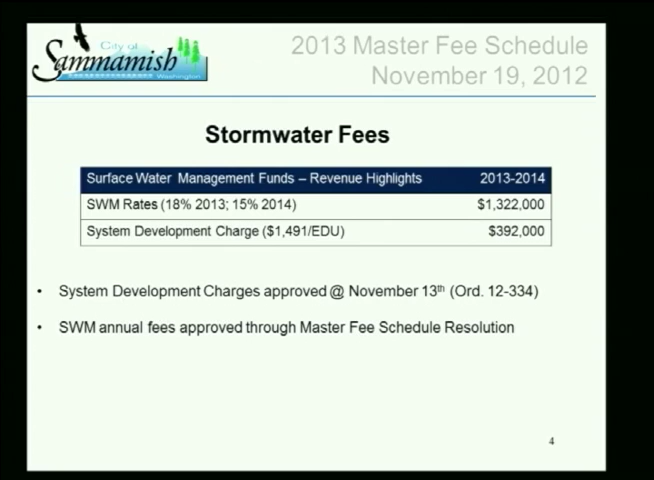 City of
Sammamish
Washington
2013 Master Fee Schedule
November 19, 2012
Stormwater Fees
Surface Water Management Funds – Revenue Highlights 2013-2014
SWM Rates (18% 2013; 15% 2014) $1,322,000
System Development Charge ($1,491/EDU) $392,000
• System Development Charges approved @ November 13th (Ord. 12-334)
• SWM annual fees approved through Master Fee Schedule Resolution
4